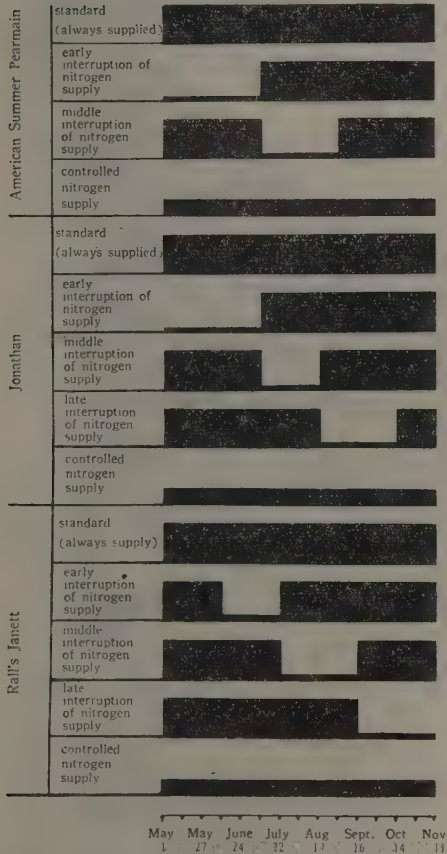 American Summer Pearmain
standard
(always supplied)
early
interruption of
nitrogen
supply
middle
interruption
of nitrogen
supply
controlled
nitrogen
supply
Jonathan
standard
(always supplied)
early
interruption of
nitrogen
supply
middle
interruption
of nitrogen
supply
late
interruption
of nitrogen
supply
controlled
nitrogen
supply
Rall's Janett
standard
(always supply)
early
interruption
of nitrogen
supply
middle
interruption
of nitrogen
supply
late
interruption
of nitrogen
supply
controlled
nitrogen
supply
May May June July Aug Sept. Oct Nov
1 27 24 22 17 16 14 11